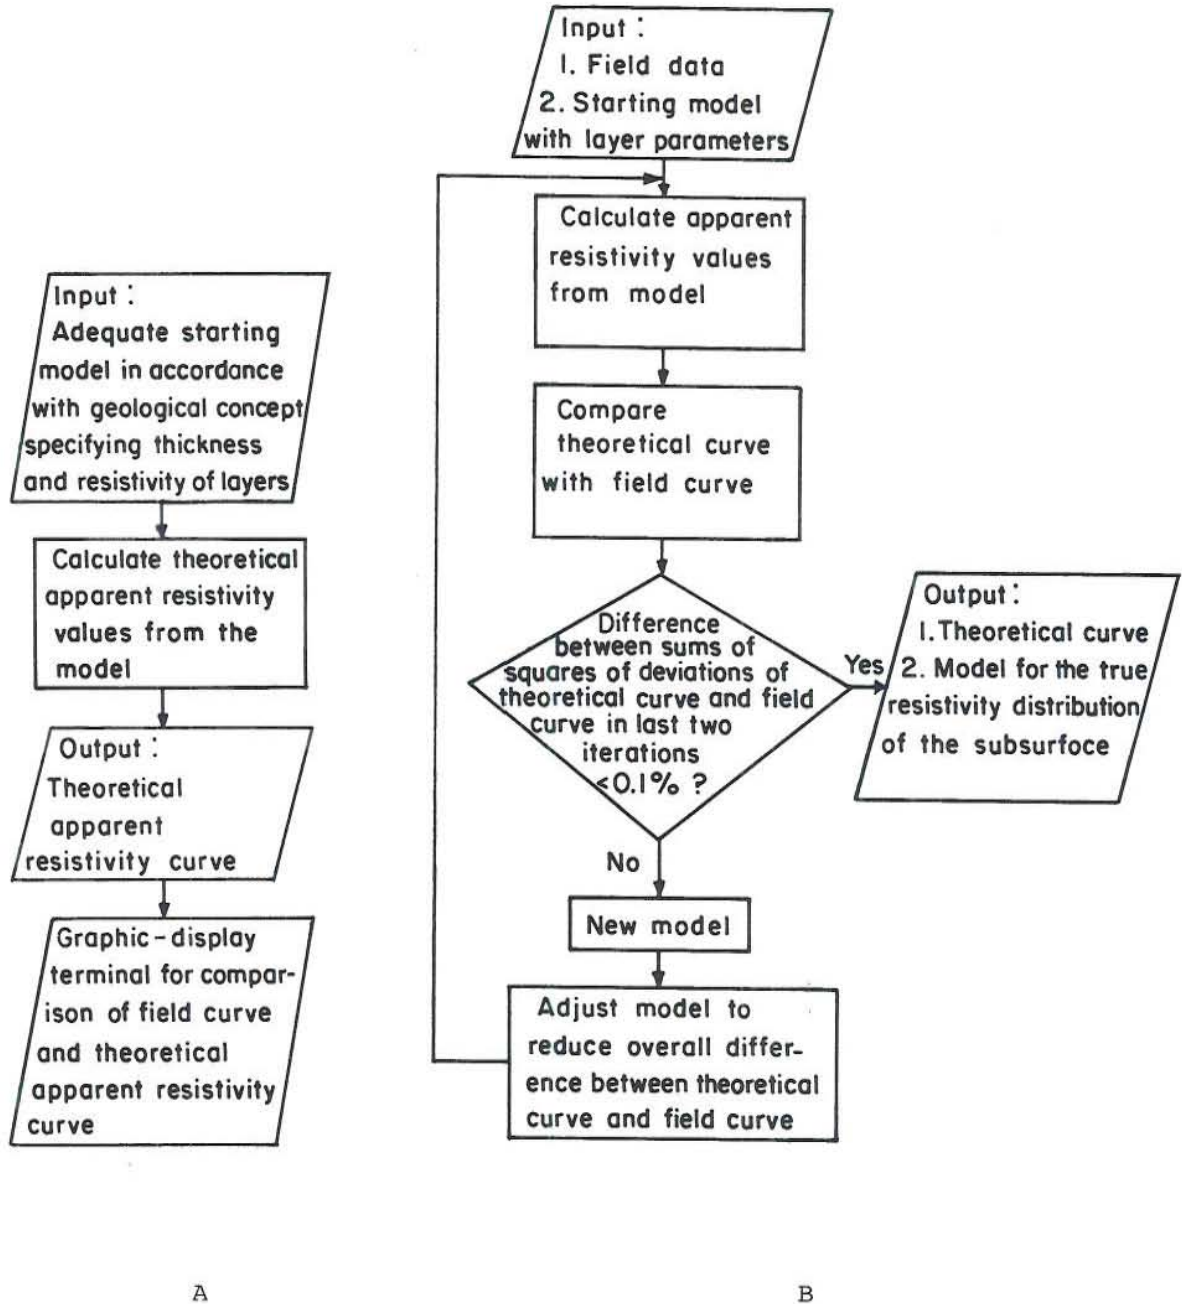 Input :
Adequate starting
model in accordance
with geological concept
specifying thickness
and resistivity of layers
Calculate theoretical
apparent resistivity
values from the
model
Output :
Theoretical
apparent
resistivity curve
Graphic-display
terminal for compar-
ison of field curve
and theoretical
apparent resistivity
curve
A
Input :
1. Field data
2. Starting model
with layer parameters
Calculate apparent
resistivity values
from model
Compare
theoretical curve
with field curve
Difference
between sums of
squares of deviations of
theoretical curve and field
curve in last two
iterations
<0.1% ?
Yes
Output :
1. Theoretical curve
2. Model for the true
resistivity distribution
of the subsurfoce
No
New model
Adjust model to
reduce overall differ-
ence between theoretical
curve and field curve
B